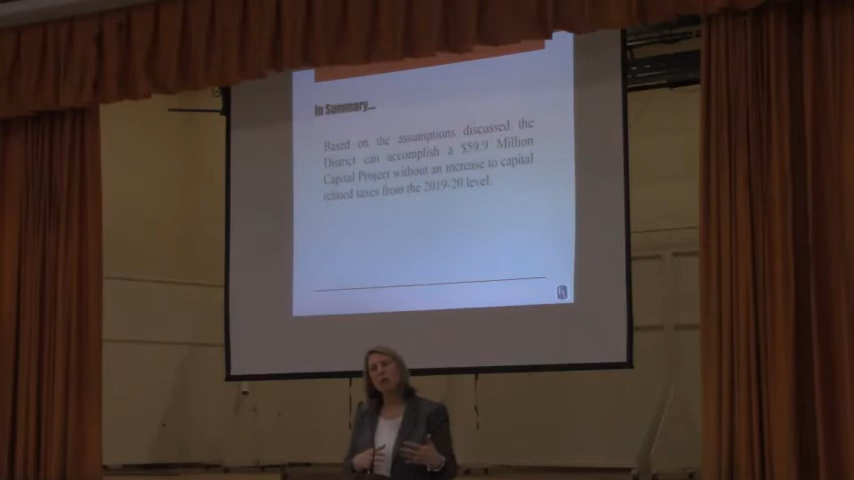 In Summary...
Based on the assumptions discussed the
District can accomplish a $59.9 Million
Capital Project without an increase to capital
related taxes from the 2019-20 level.